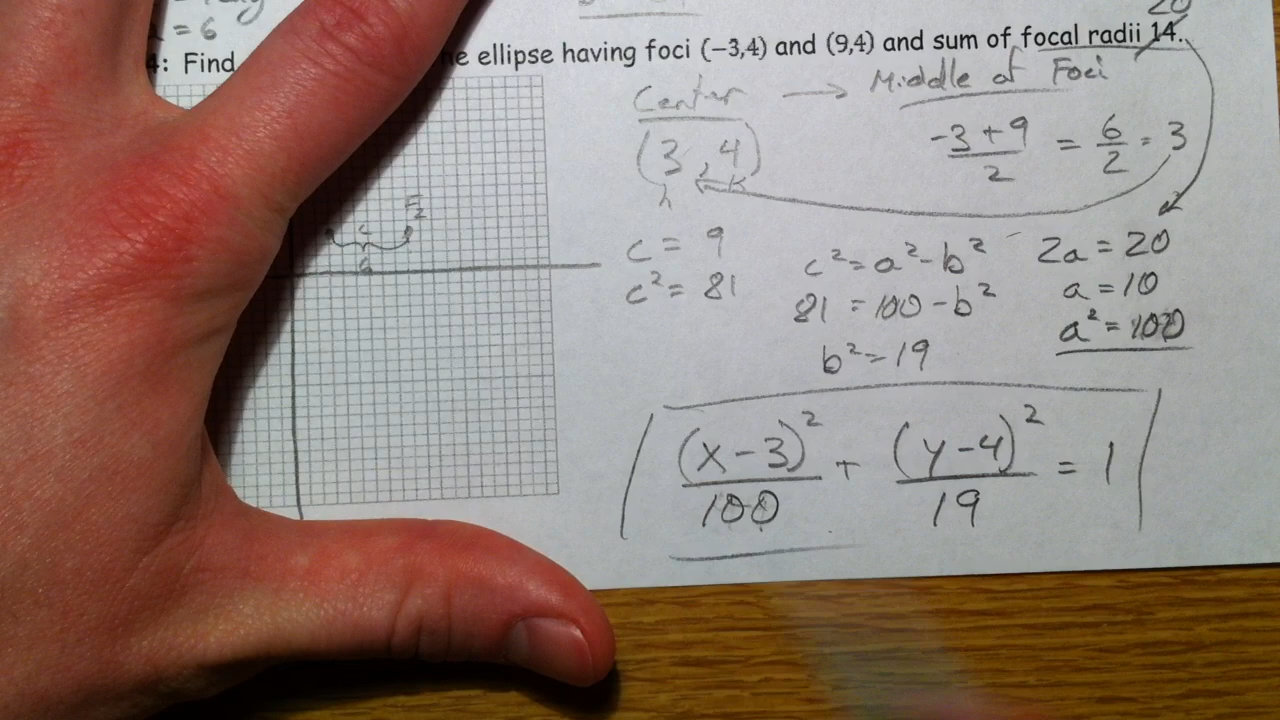 = 6
20
4: Find
he ellipse having foci (−3,4) and (9,4) and sum of focal radii 14.
Center → Middle of Foci
(3, 4)
h k
-3+9/2 = 6/2 = 3
F2
c
6
c = 9
c² = 81
c² = a² - b²
81 = 100 - b²
b² = 19
2a = 20
a = 10
a² = 100
(x-3)²/100 + (y-4)²/19 = 1